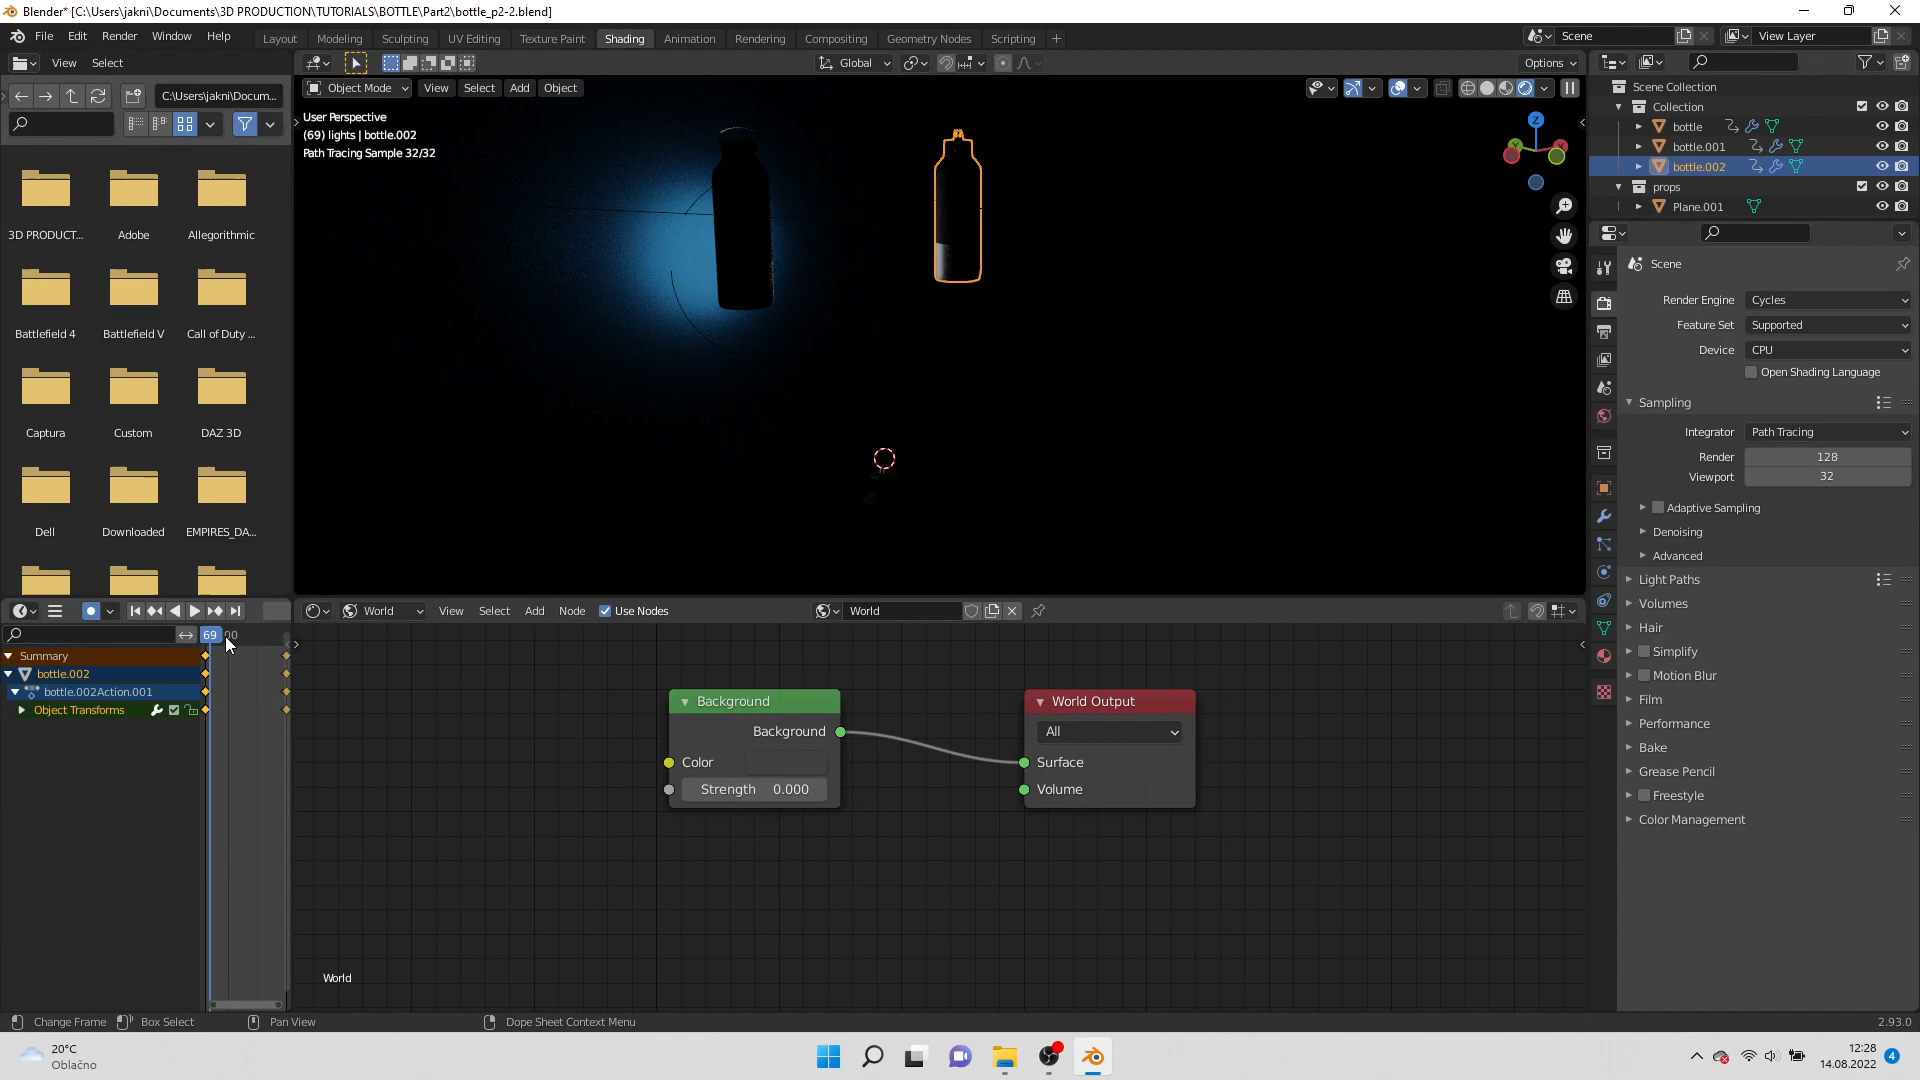 Blender* [C:\Users\jakni\Documents\3D PRODUCTION\TUTORIALS\BOTTLE\Part2\bottle_p2-2.blend]
File Edit Render Window Help
Layout Modeling Sculpting UV Editing Texture Paint Shading Animation Rendering Compositing Geometry Nodes Scripting +
Scene
View Layer
View Select
Global
Options
C:\Users\jakni\Docum...
Object Mode View Select Add Object
User Perspective
(69) lights | bottle.002
Path Tracing Sample 32/32
Z
3D PRODUCT... Adobe Allegorithmic
Battlefield 4 Battlefield V Call of Duty ...
Captura Custom DAZ 3D
Dell Downloaded EMPIRES_DA...
Scene Collection
Collection
bottle
bottle.001
bottle.002
props
Plane.001
Scene
Render Engine Cycles
Feature Set Supported
Device CPU
Open Shading Language
Sampling
Integrator Path Tracing
Render 128
Viewport 32
Adaptive Sampling
Denoising
Advanced
Light Paths
Volumes
Hair
Simplify
Motion Blur
Film
Performance
Bake
Grease Pencil
Freestyle
Color Management
World View Select Add Node Use Nodes World
69 00
Summary
bottle.002
bottle.002Action.001
Object Transforms
Background
Background
Color
Strength 0.000
World Output
All
Surface
Volume
World
Change Frame Box Select Pan View Dope Sheet Context Menu 2.93.0
20°C
Oblačno
12:28
14.08.2022
4